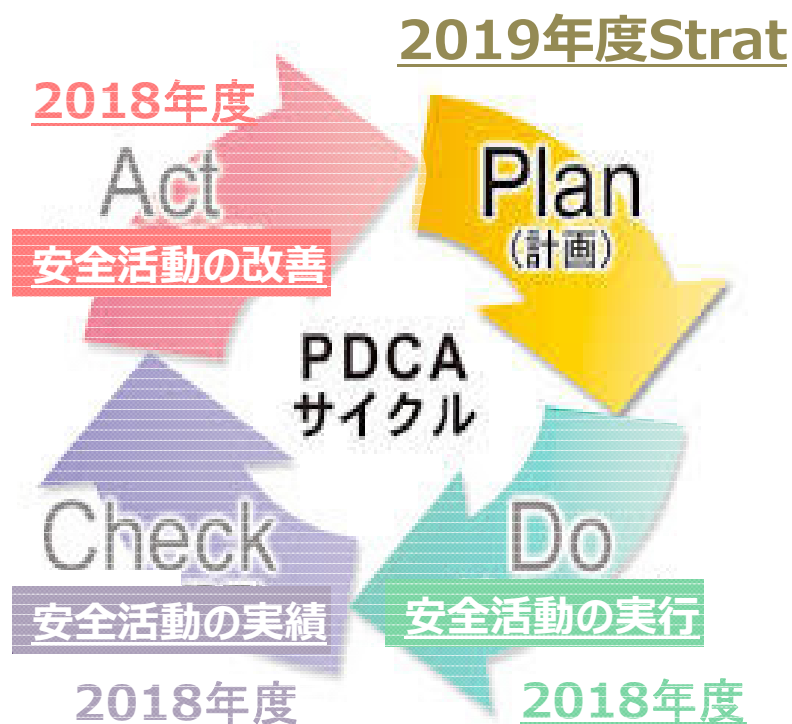 2019年度Strat
2018年度
Act
安全活動の改善
Plan
(計画)
PDCA
サイクル
Check
安全活動の実績
2018年度
Do
安全活動の実行
2018年度